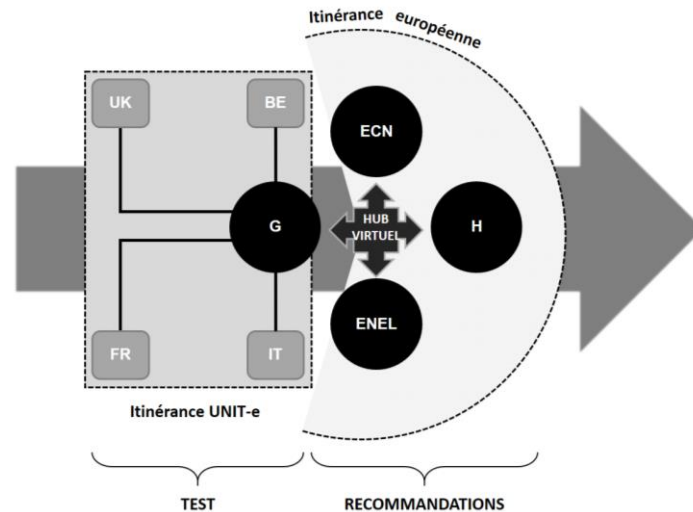 Itinérance européenne
UK
BE
ECN
G
HUB
VIRTUEL
H
FR
IT
ENEL
Itinérance UNIT-e
TEST
RECOMMANDATIONS